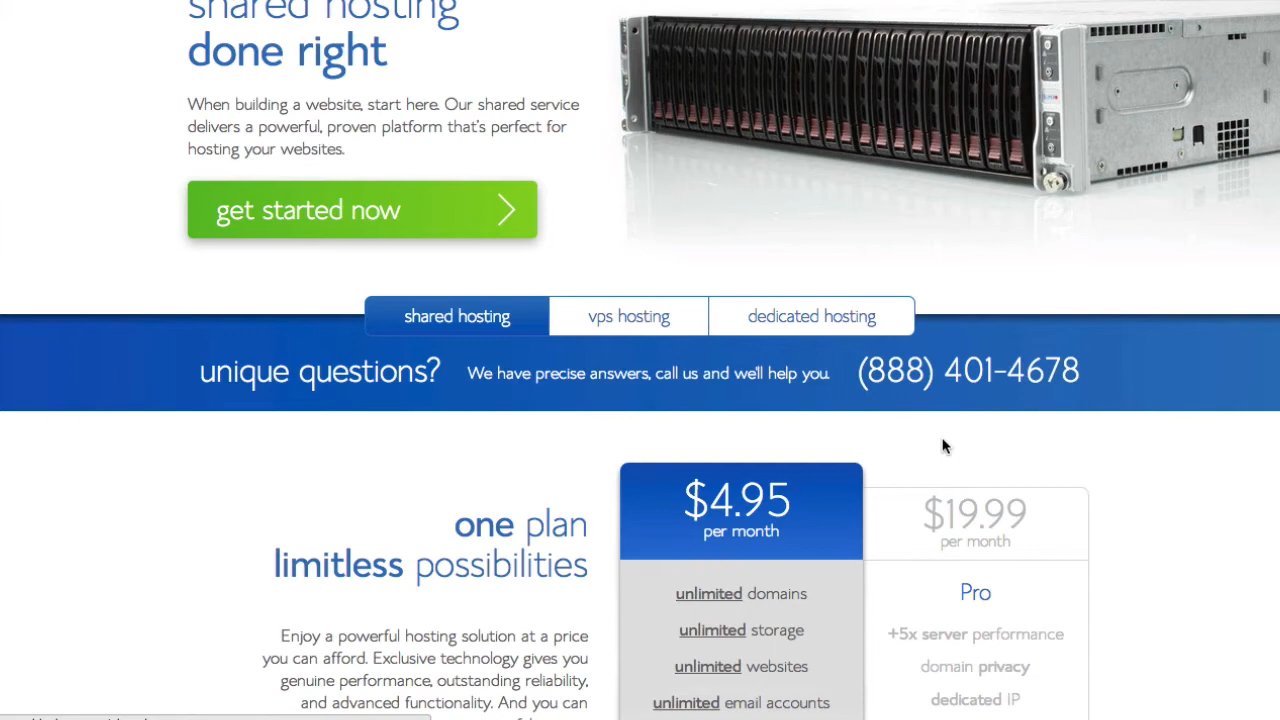 shared hosting
done right
When building a website, start here. Our shared service
delivers a powerful, proven platform that's perfect for
hosting your websites.
get started now
shared hosting
vps hosting
dedicated hosting
unique questions?
We have precise answers, call us and we'll help you.
(888) 401-4678
one plan
limitless possibilities
Enjoy a powerful hosting solution at a price
you can afford. Exclusive technology gives you
genuine performance, outstanding reliability,
and advanced functionality. And you can
$4.95
per month
unlimited domains
unlimited storage
unlimited websites
unlimited email accounts
$19.99
per month
Pro
+5x server performance
domain privacy
dedicated IP